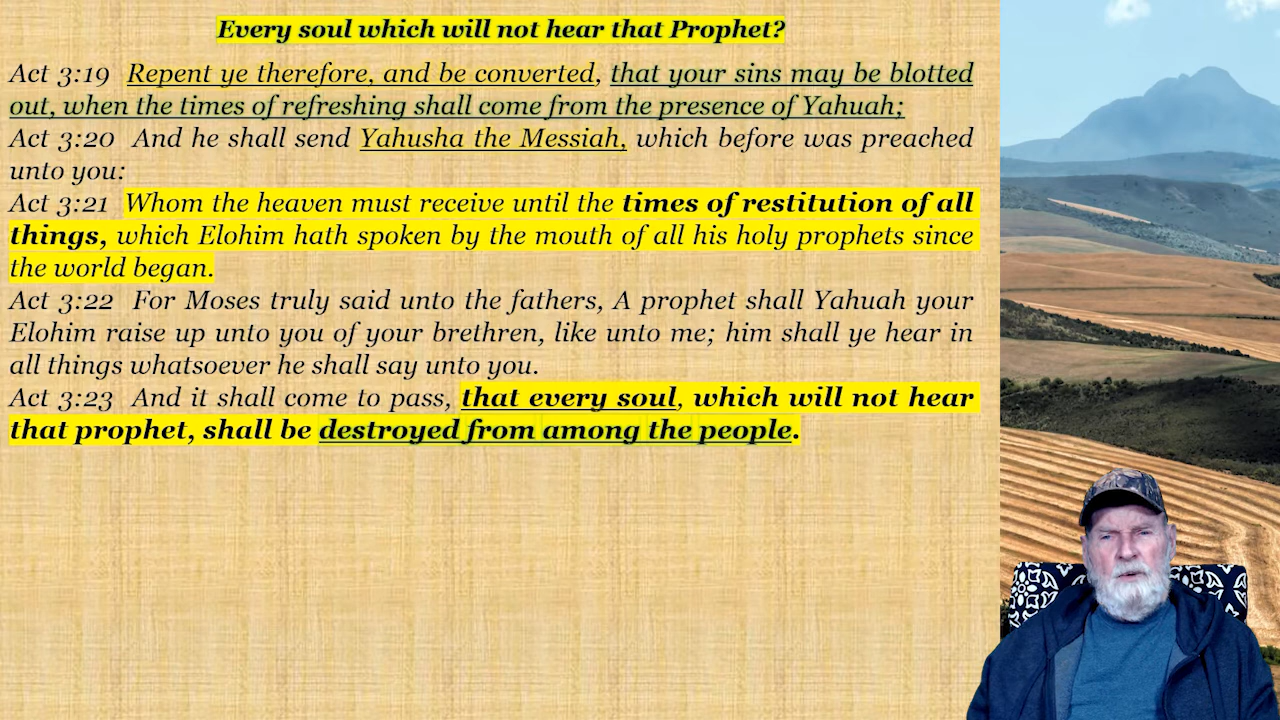 Every soul which will not hear that Prophet?
Act 3:19 Repent ye therefore, and be converted, that your sins may be blotted
out, when the times of refreshing shall come from the presence of Yahuah;
Act 3:20 And he shall send Yahusha the Messiah, which before was preached
unto you:
Act 3:21 Whom the heaven must receive until the times of restitution of all
things, which Elohim hath spoken by the mouth of all his holy prophets since
the world began.
Act 3:22 For Moses truly said unto the fathers, A prophet shall Yahuah your
Elohim raise up unto you of your brethren, like unto me; him shall ye hear in
all things whatsoever he shall say unto you.
Act 3:23 And it shall come to pass, that every soul, which will not hear
that prophet, shall be destroyed from among the people.